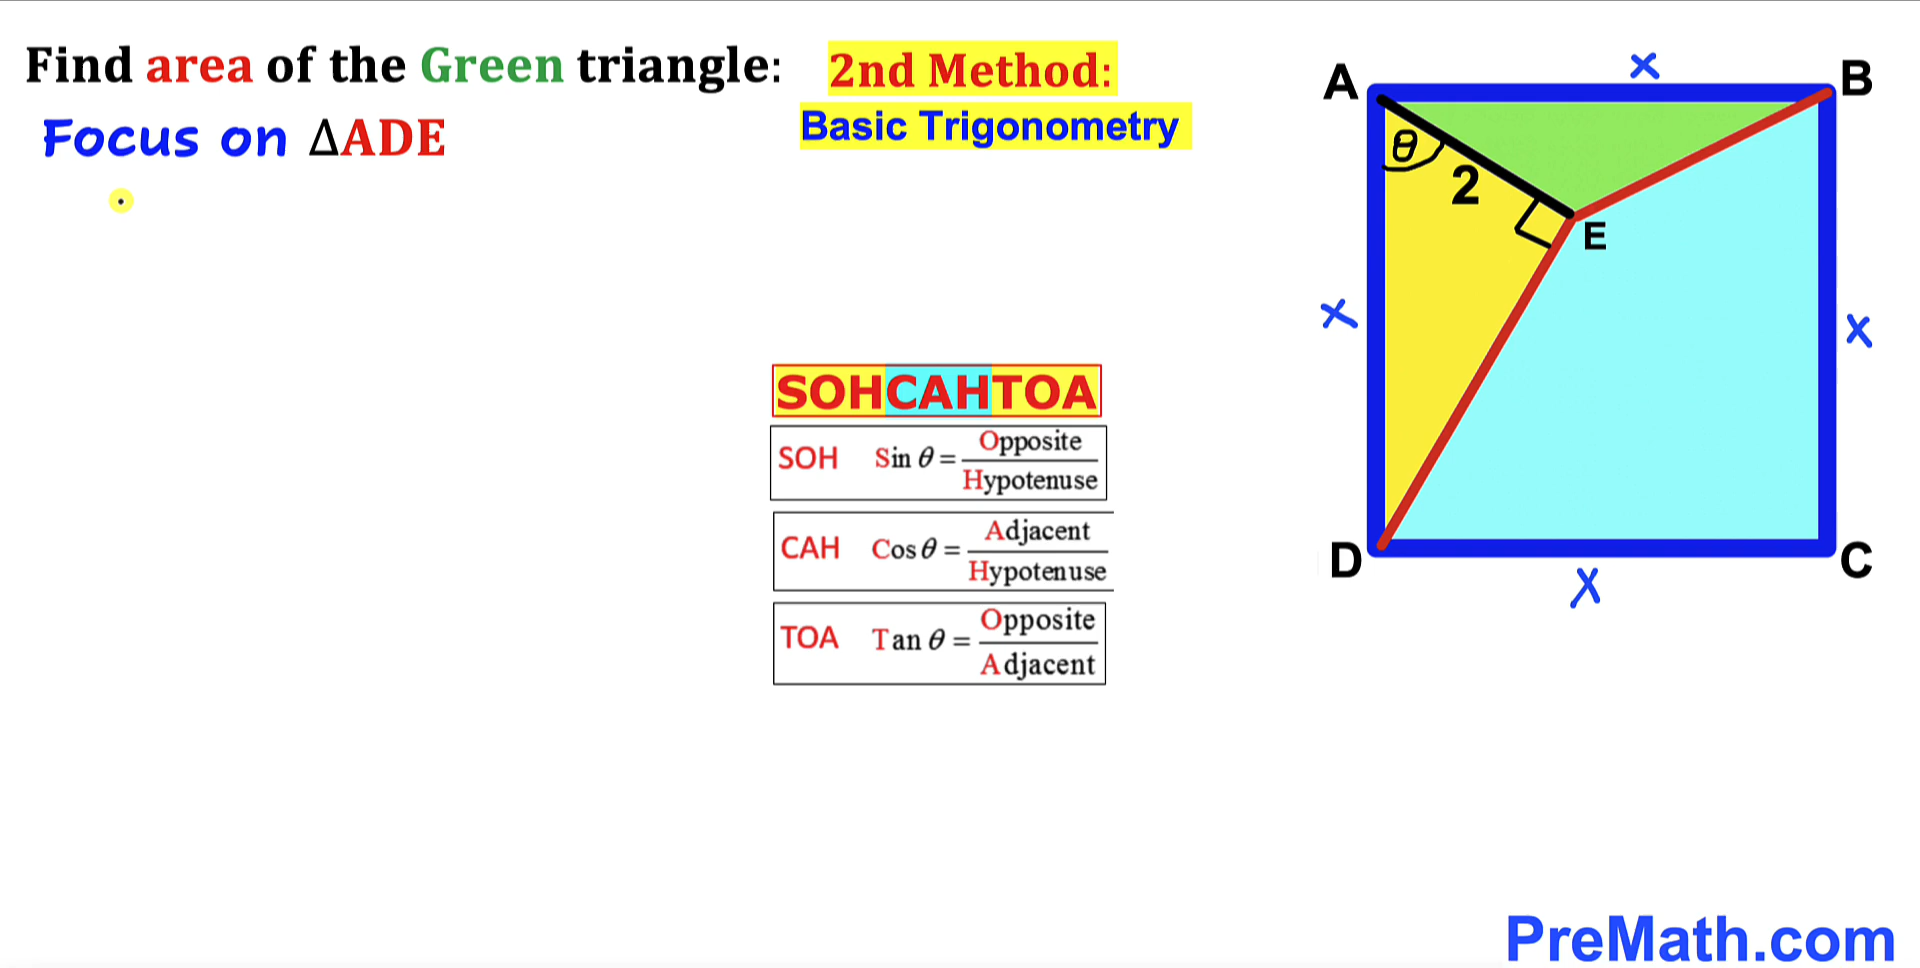 Find area of the Green triangle:
2nd Method:
Basic Trigonometry
Focus on ΔADE
SOHCAHTOA
SOH Sin θ = Opposite / Hypotenuse
CAH Cos θ = Adjacent / Hypotenuse
TOA Tan θ = Opposite / Adjacent
A
x
B
θ
2
E
x
x
D
x
C
PreMath.com